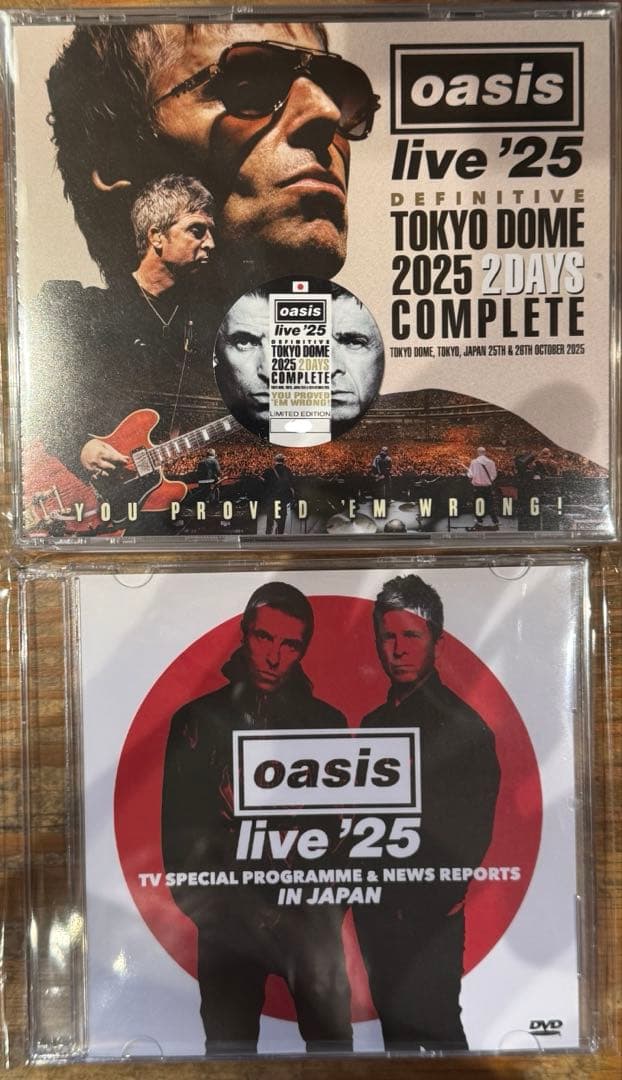 oasis
live '25
DEFINITIVE
TOKYO DOME
2025 2DAYS
COMPLETE
TOKYO DOME, TOKYO, JAPAN 25TH & 26TH OCTOBER 2025
oasis
live '25
DEFINITIVE
TOKYO DOME
2025 2DAYS
COMPLETE
YOU PROVED
'EM WRONG!
LIMITED EDITION
YOU PROVED 'EM WRONG!
oasis
live '25
TV SPECIAL PROGRAMME & NEWS REPORTS
IN JAPAN
DVD